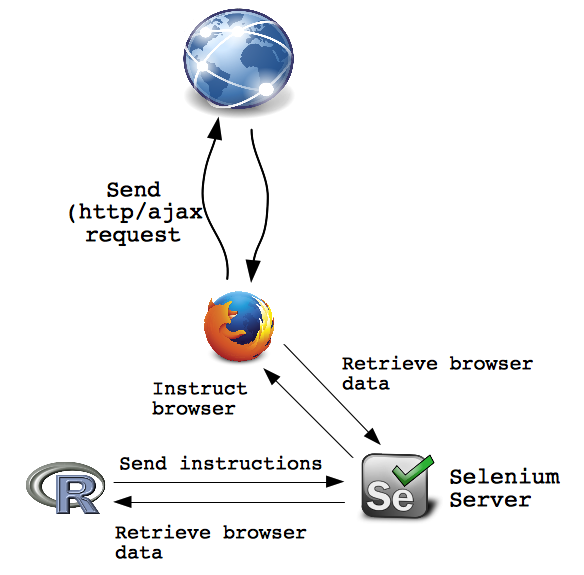 Send
(http/ajax
request
Retrieve browser
data
Instruct
browser
Send instructions
R
Se
Selenium
Server
Retrieve browser
data